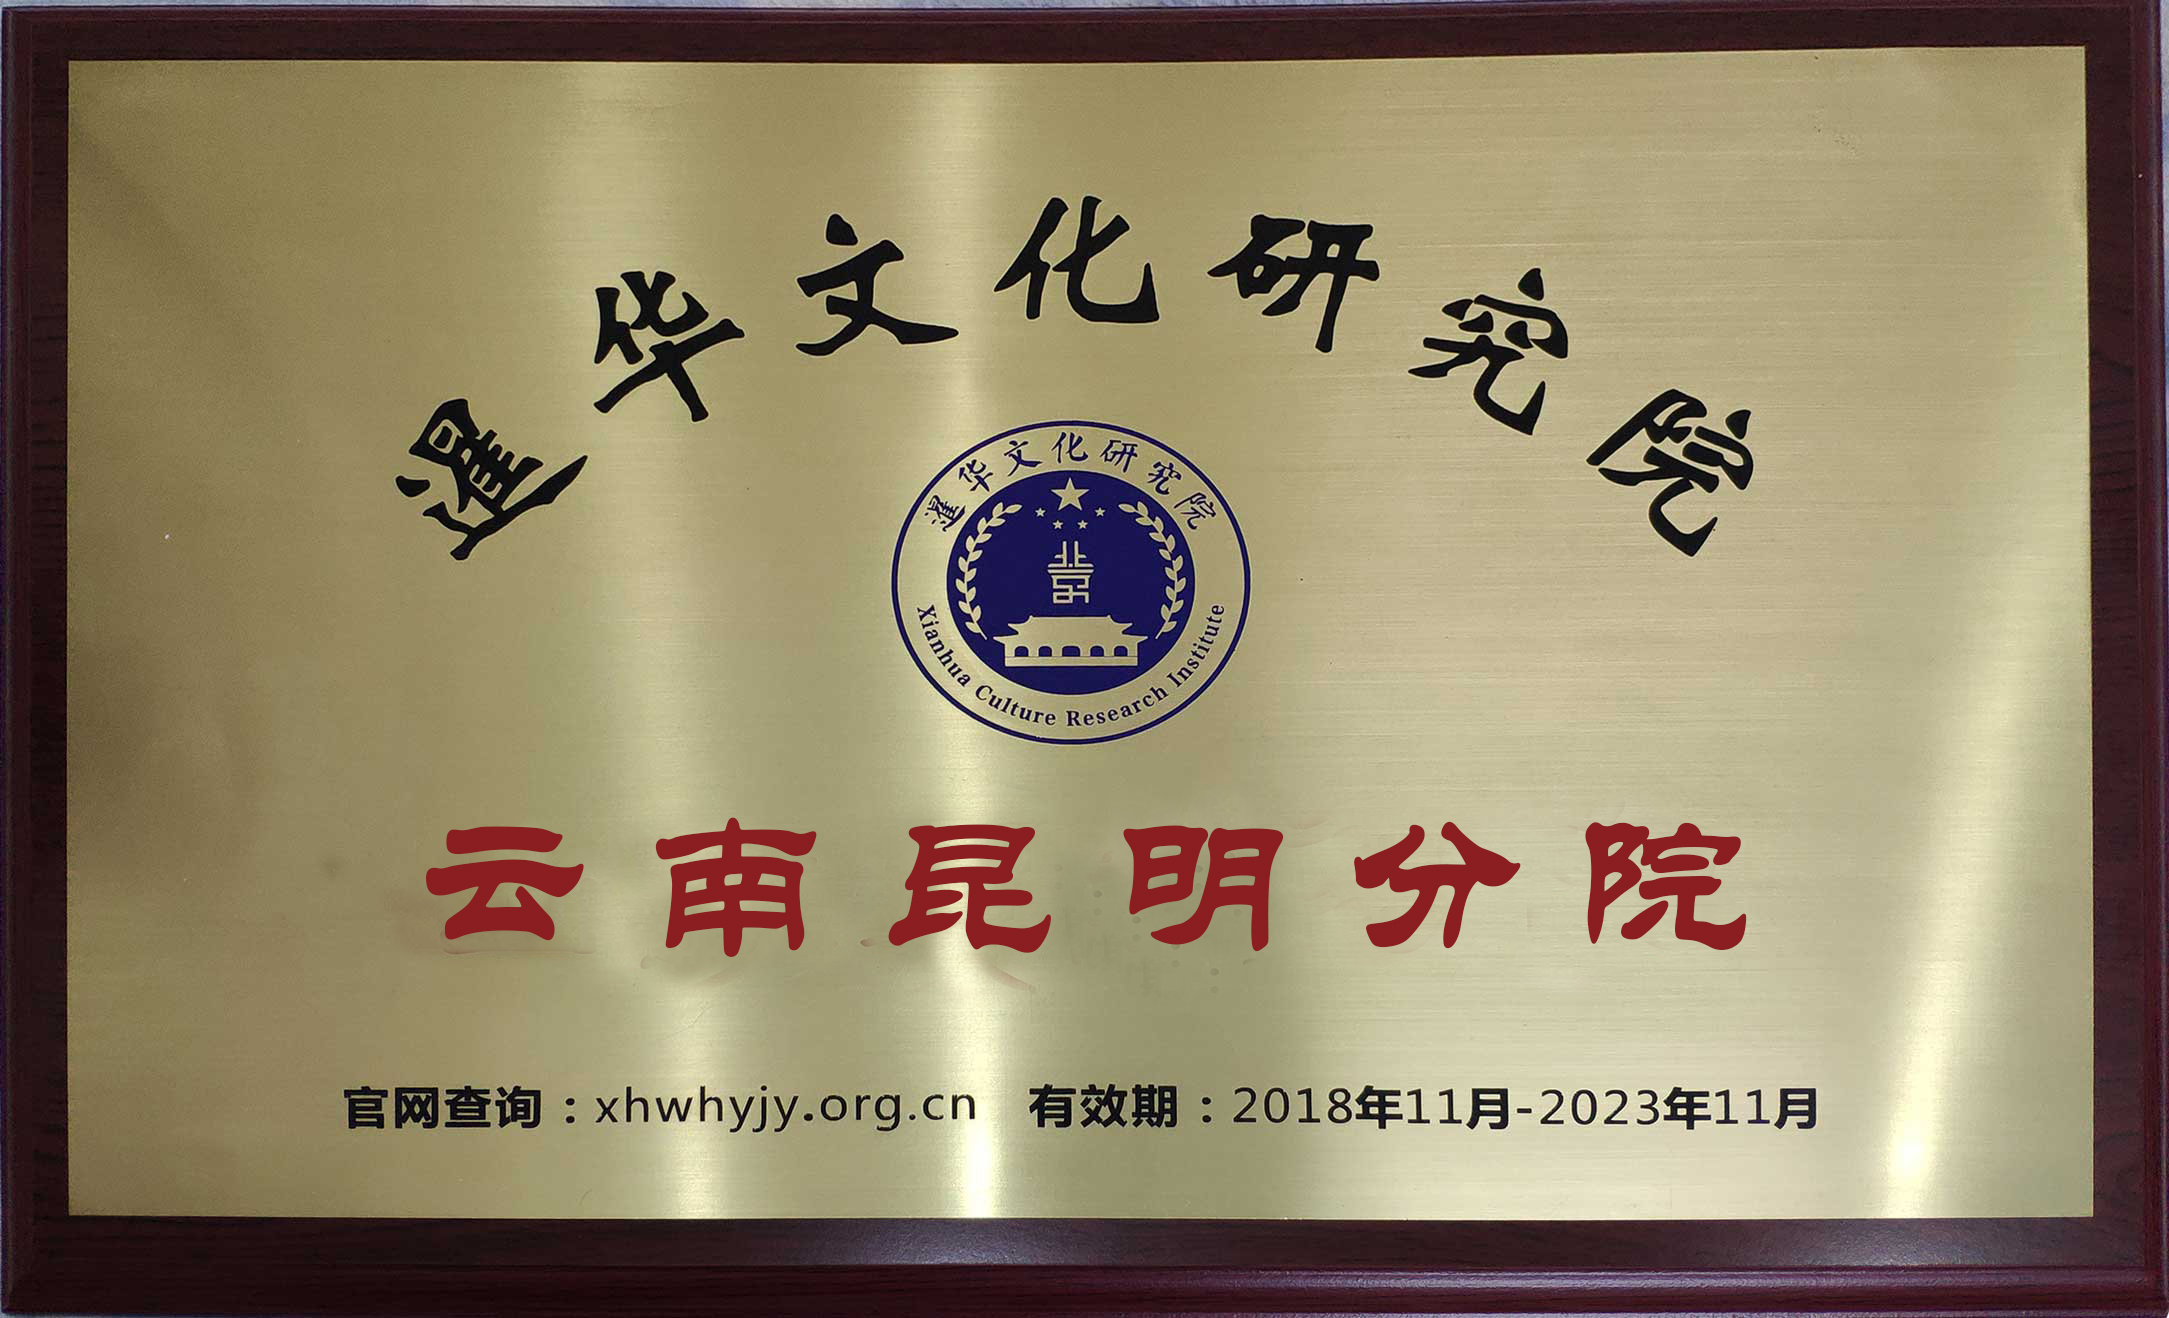 暹华文化研究院
暹华文化研究院
北京
Xianhua Culture Research Institute
云南昆明分院
官网查询：xhwhyjy.org.cn 有效期：2018年11月-2023年11月